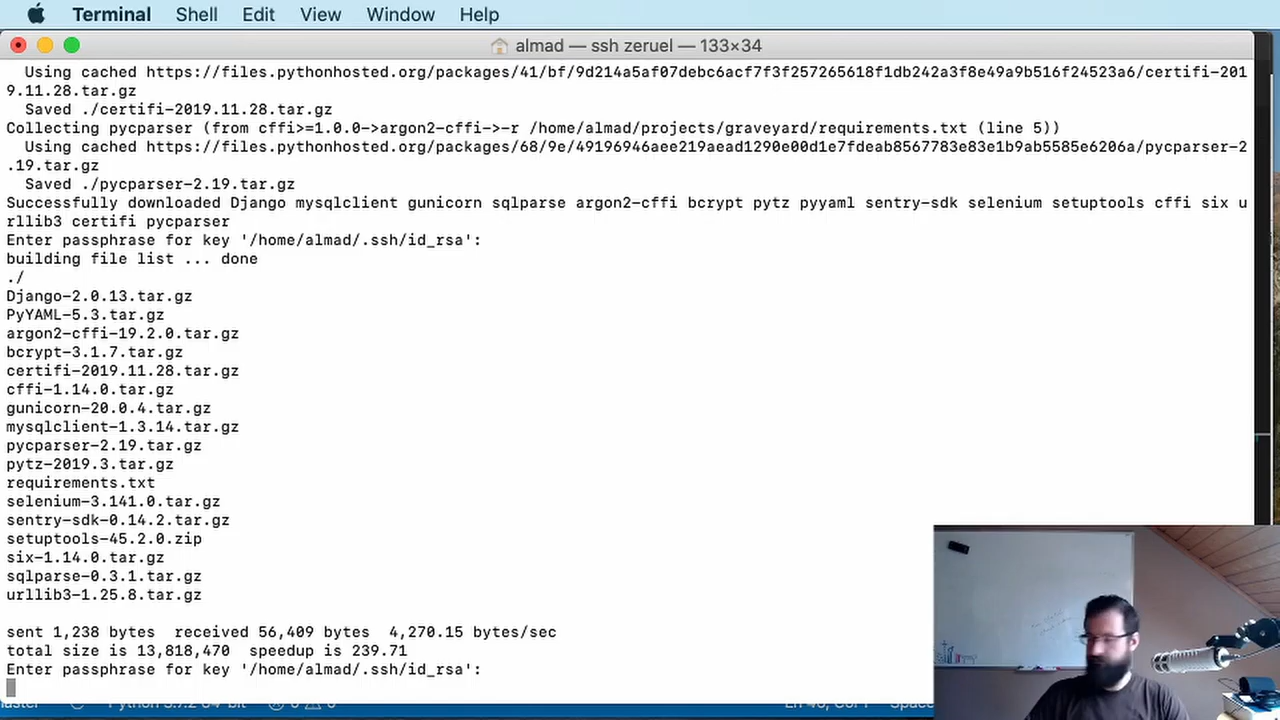 Terminal Shell Edit View Window Help
almad — ssh zeruel — 133×34
Using cached https://files.pythonhosted.org/packages/41/bf/9d214a5af07debc6acf7f3f257265618f1db242a3f8e49a9b516f24523a6/certifi-201
9.11.28.tar.gz
Saved ./certifi-2019.11.28.tar.gz
Collecting pycparser (from cffi>=1.0.0->argon2-cffi->-r /home/almad/projects/graveyard/requirements.txt (line 5))
Using cached https://files.pythonhosted.org/packages/68/9e/49196946aee219aead1290e00d1e7fdeab8567783e83e1b9ab5585e6206a/pycparser-2
.19.tar.gz
Saved ./pycparser-2.19.tar.gz
Successfully downloaded Django mysqlclient gunicorn sqlparse argon2-cffi bcrypt pytz pyyaml sentry-sdk selenium setuptools cffi six u
rllib3 certifi pycparser
Enter passphrase for key '/home/almad/.ssh/id_rsa':
building file list ... done
./
Django-2.0.13.tar.gz
PyYAML-5.3.tar.gz
argon2-cffi-19.2.0.tar.gz
bcrypt-3.1.7.tar.gz
certifi-2019.11.28.tar.gz
cffi-1.14.0.tar.gz
gunicorn-20.0.4.tar.gz
mysqlclient-1.3.14.tar.gz
pycparser-2.19.tar.gz
pytz-2019.3.tar.gz
requirements.txt
selenium-3.141.0.tar.gz
sentry-sdk-0.14.2.tar.gz
setuptools-45.2.0.zip
six-1.14.0.tar.gz
sqlparse-0.3.1.tar.gz
urllib3-1.25.8.tar.gz
sent 1,238 bytes  received 56,409 bytes  4,270.15 bytes/sec
total size is 13,818,470  speedup is 239.71
Enter passphrase for key '/home/almad/.ssh/id_rsa':